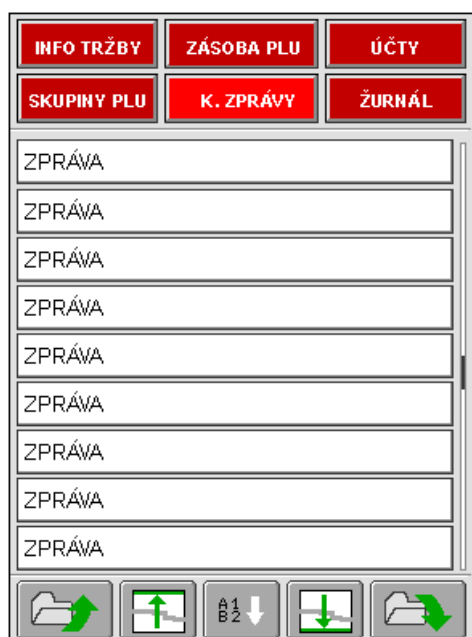 INFO TRŽBY ZÁSOBA PLU ÚČTY
SKUPINY PLU K. ZPRÁVY ŽURNÁL
ZPRÁVA
ZPRÁVA
ZPRÁVA
ZPRÁVA
ZPRÁVA
ZPRÁVA
ZPRÁVA
ZPRÁVA
ZPRÁVA
A1
B2